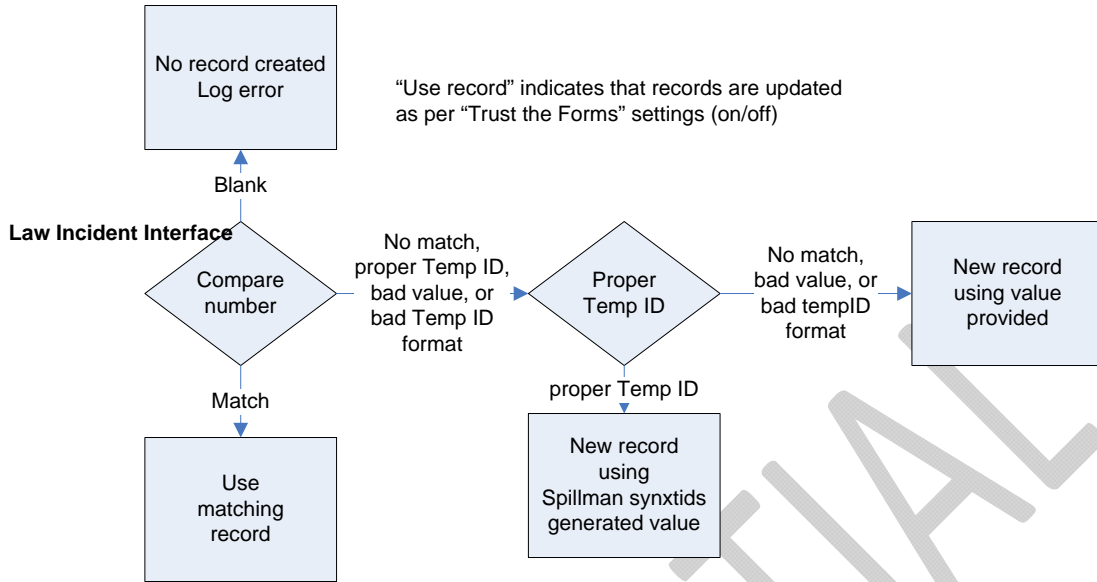 No record created
Log error
“Use record” indicates that records are updated
as per “Trust the Forms” settings (on/off)
Blank
Law Incident Interface
Compare
number
No match,
proper Temp ID,
bad value, or
bad Temp ID
format
Proper
Temp ID
No match,
bad value, or
bad tempID
format
New record
using value
provided
Match
proper Temp ID
Use
matching
record
New record
using
Spillman synxtids
generated value
TIAL